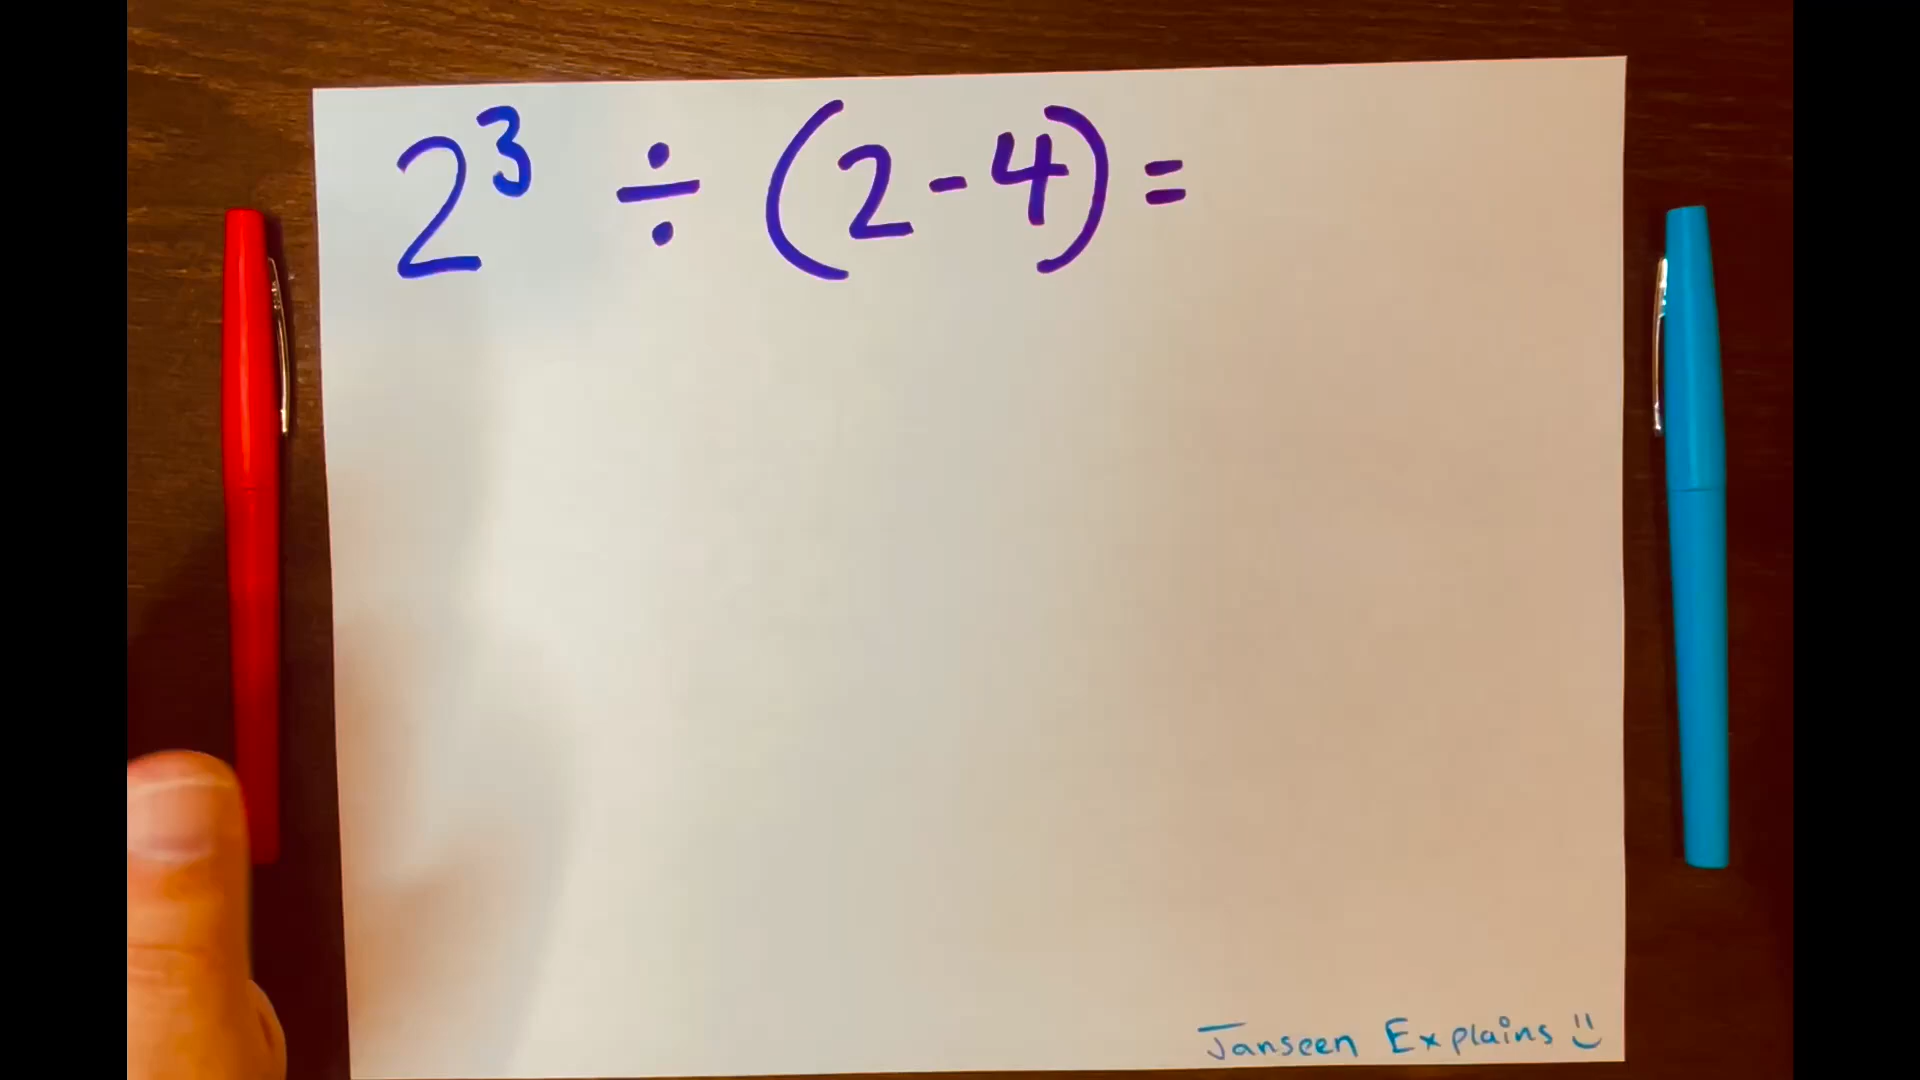 2³ ÷ (2-4) =
Janseen Explains